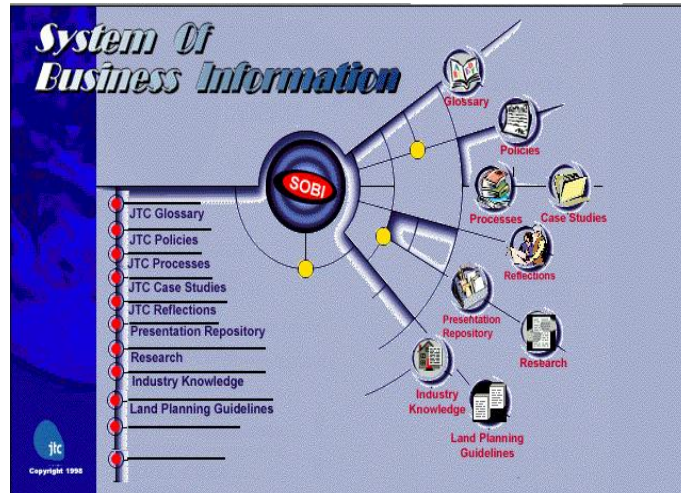 System Of
Business Information
SOBI
Glossary
Policies
Processes
Case Studies
Reflections
Presentation
Repository
Research
Industry
Knowledge
Land Planning
Guidelines
JTC Glossary
JTC Policies
JTC Processes
JTC Case Studies
JTC Reflections
Presentation Repository
Research
Industry Knowledge
Land Planning Guidelines
jtc
Copyright 1998